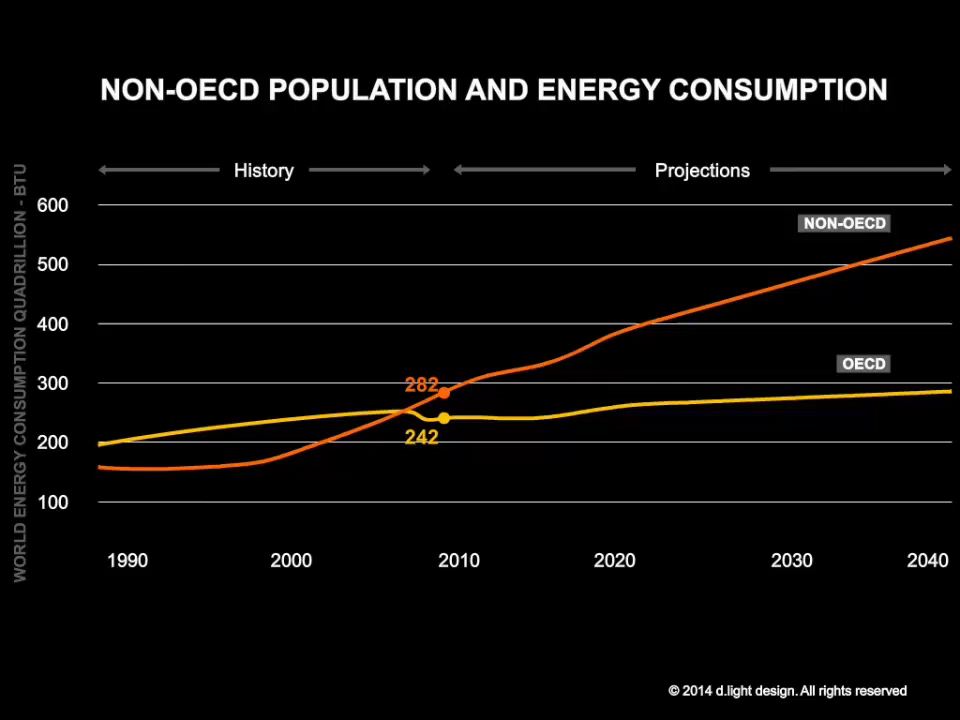 NON-OECD POPULATION AND ENERGY CONSUMPTION
History
Projections
WORLD ENERGY CONSUMPTION QUADRILLION - BTU
600
500
400
300
200
100
NON-OECD
OECD
282
242
1990
2000
2010
2020
2030
2040
© 2014 d.light design. All rights reserved